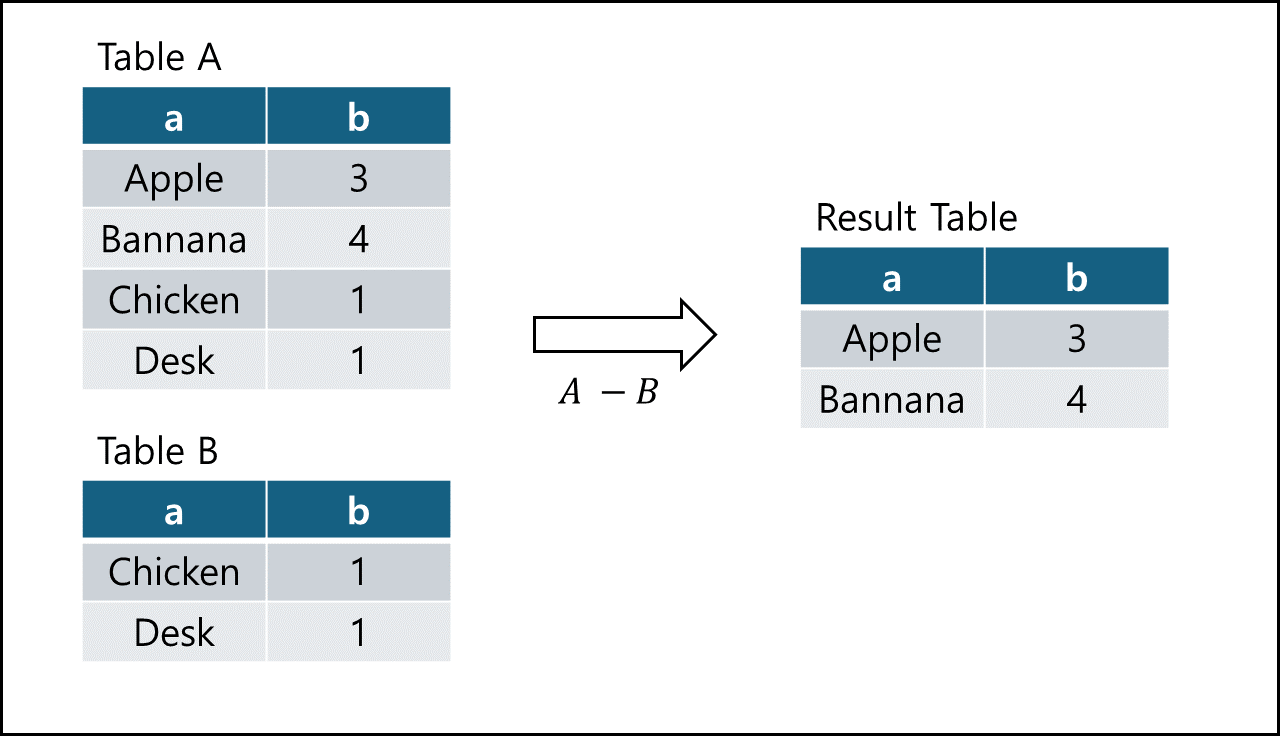 Table A
a b
Apple 3
Bannana 4
Chicken 1
Desk 1
Table B
a b
Chicken 1
Desk 1
A − B
Result Table
a b
Apple 3
Bannana 4